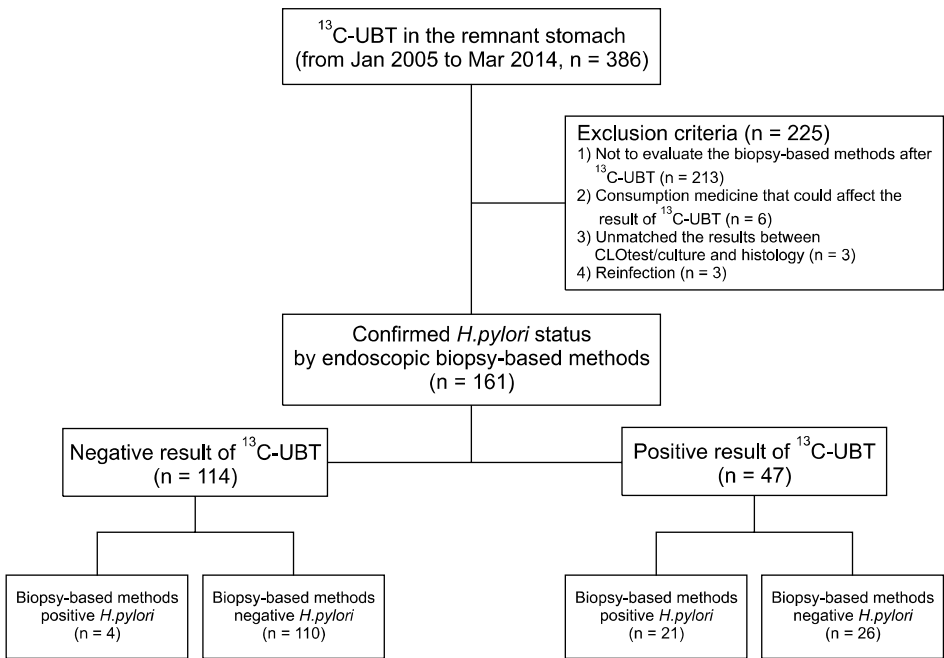 ¹³C-UBT in the remnant stomach
(from Jan 2005 to Mar 2014, n = 386)
Exclusion criteria (n = 225)
1) Not to evaluate the biopsy-based methods after
¹³C-UBT (n = 213)
2) Consumption medicine that could affect the
result of ¹³C-UBT (n = 6)
3) Unmatched the results between
CLOtest/culture and histology (n = 3)
4) Reinfection (n = 3)
Confirmed H.pylori status
by endoscopic biopsy-based methods
(n = 161)
Negative result of ¹³C-UBT
(n = 114)
Positive result of ¹³C-UBT
(n = 47)
Biopsy-based methods
positive H.pylori
(n = 4)
Biopsy-based methods
negative H.pylori
(n = 110)
Biopsy-based methods
positive H.pylori
(n = 21)
Biopsy-based methods
negative H.pylori
(n = 26)